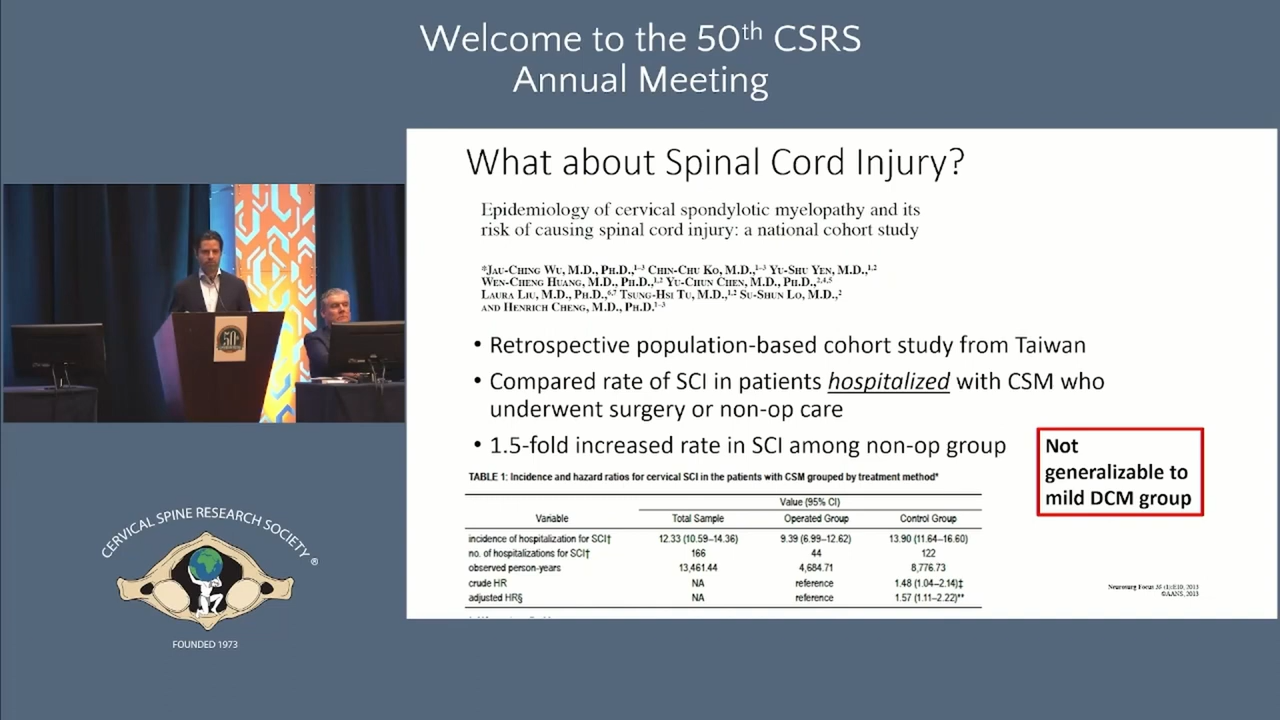 Welcome to the 50th CSRS
Annual Meeting
What about Spinal Cord Injury?
Epidemiology of cervical spondylotic myelopathy and its
risk of causing spinal cord injury: a national cohort study
*Jau-Ching Wu, M.D., Ph.D.,1–3 Chin-Chu Ko, M.D.,1–3 Yu-Shu Yen, M.D.,1,2
Wen-Cheng Huang, M.D., Ph.D.,1,2 Yu-Chun Chen, M.D., Ph.D.,2,4,5
Laura Liu, M.D., Ph.D.,6,7 Tsung-Hsi Tu, M.D.,1,2 Su-Shun Lo, M.D.,2
and Henrich Cheng, M.D., Ph.D.1–3
• Retrospective population-based cohort study from Taiwan
• Compared rate of SCI in patients hospitalized with CSM who
underwent surgery or non-op care
• 1.5-fold increased rate in SCI among non-op group
Not
generalizable to
mild DCM group
TABLE 1: Incidence and hazard ratios for cervical SCI in the patients with CSM grouped by treatment method*
Value (95% CI)
Variable Total Sample Operated Group Control Group
incidence of hospitalization for SCI† 12.33 (10.59–14.36) 9.39 (6.99–12.62) 13.90 (11.64–16.60)
no. of hospitalizations for SCI† 166 44 122
observed person-years 13,461.44 4,684.71 8,776.73
crude HR NA reference 1.48 (1.04–2.14)‡
adjusted HR§ NA reference 1.57 (1.11–2.22)**
Neurosurg Focus 35 (1):E10, 2013
©AANS, 2013
50
CERVICAL SPINE RESEARCH SOCIETY ®
FOUNDED 1973